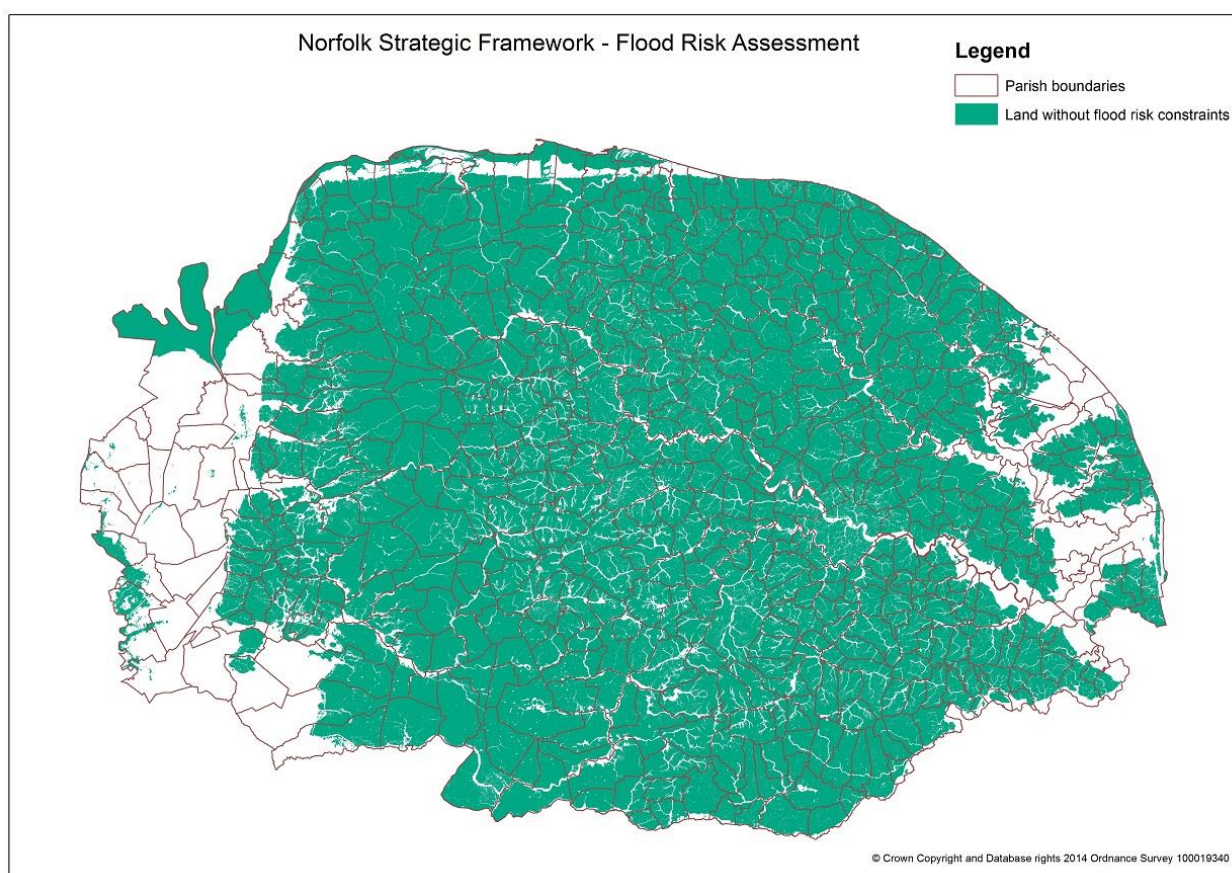 Norfolk Strategic Framework - Flood Risk Assessment
Legend
Parish boundaries
Land without flood risk constraints
© Crown Copyright and Database rights 2014 Ordnance Survey 100019340